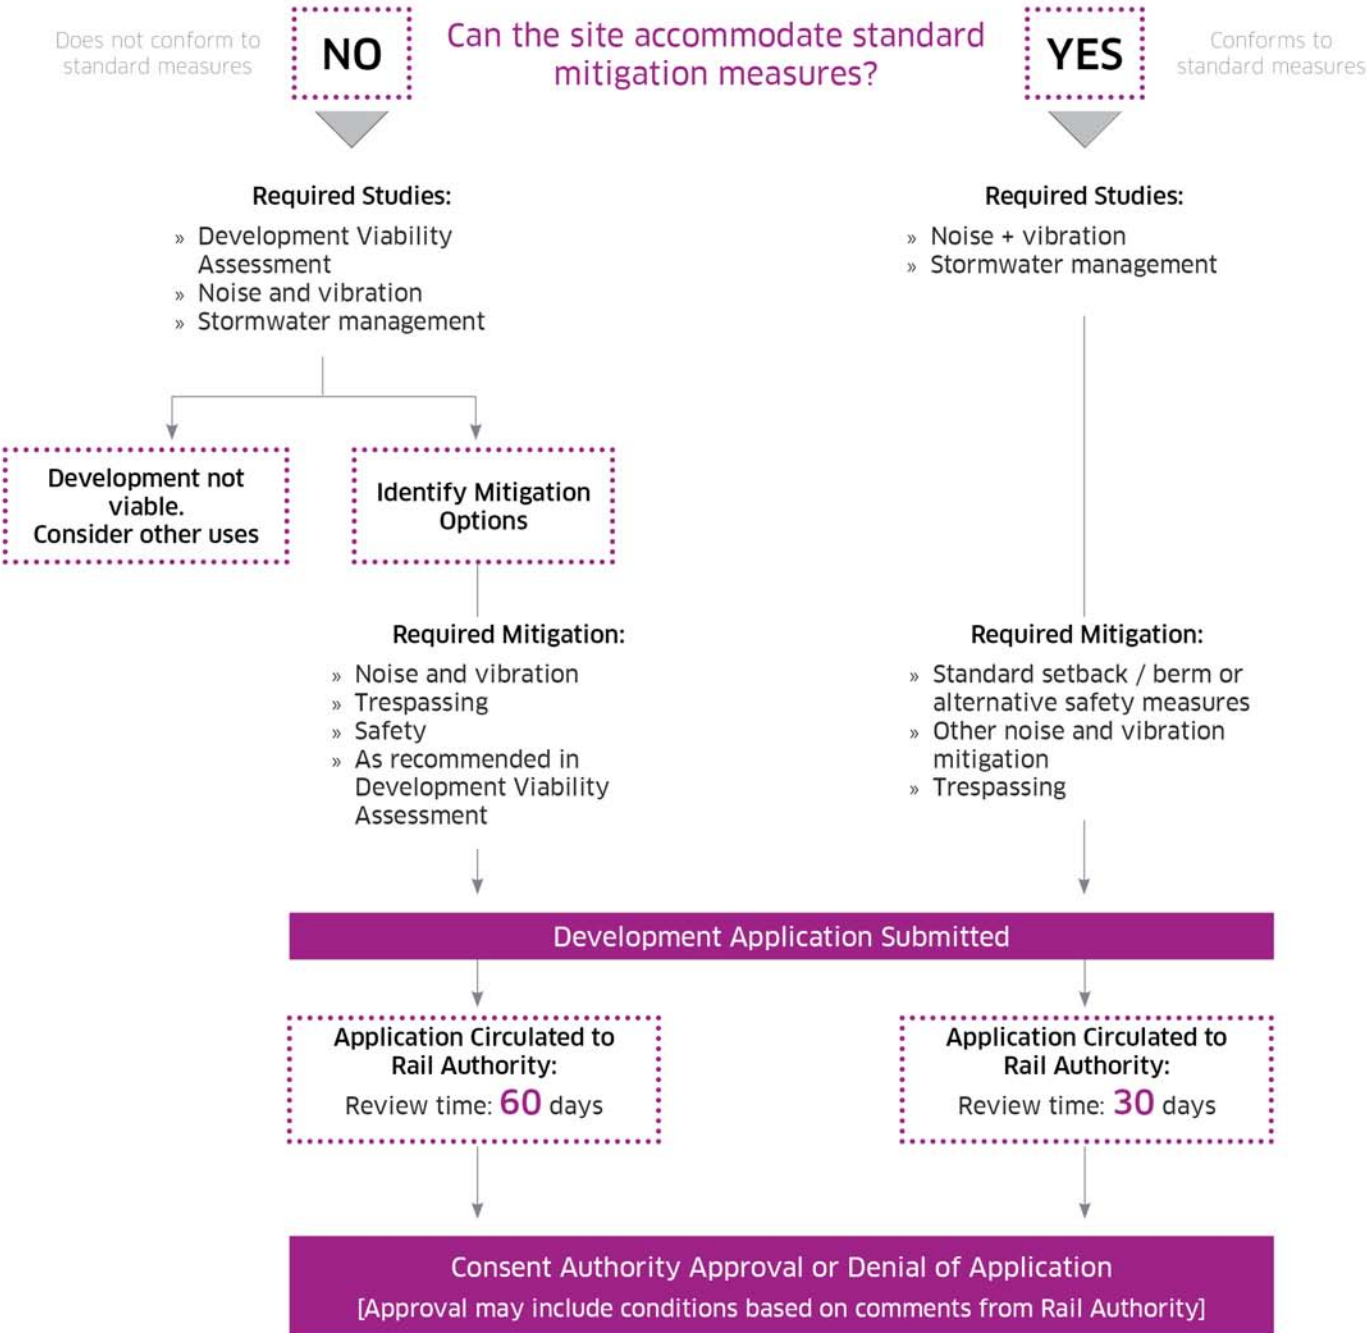 Does not conform to
standard measures
NO
Can the site accommodate standard
mitigation measures?
YES
Conforms to
standard measures
Required Studies:
» Development Viability
Assessment
» Noise and vibration
» Stormwater management
Required Studies:
» Noise + vibration
» Stormwater management
Development not
viable.
Consider other uses
Identify Mitigation
Options
Required Mitigation:
» Noise and vibration
» Trespassing
» Safety
» As recommended in
Development Viability
Assessment
Required Mitigation:
» Standard setback / berm or
alternative safety measures
» Other noise and vibration
mitigation
» Trespassing
Development Application Submitted
Application Circulated to
Rail Authority:
Review time: 60 days
Application Circulated to
Rail Authority:
Review time: 30 days
Consent Authority Approval or Denial of Application
[Approval may include conditions based on comments from Rail Authority]